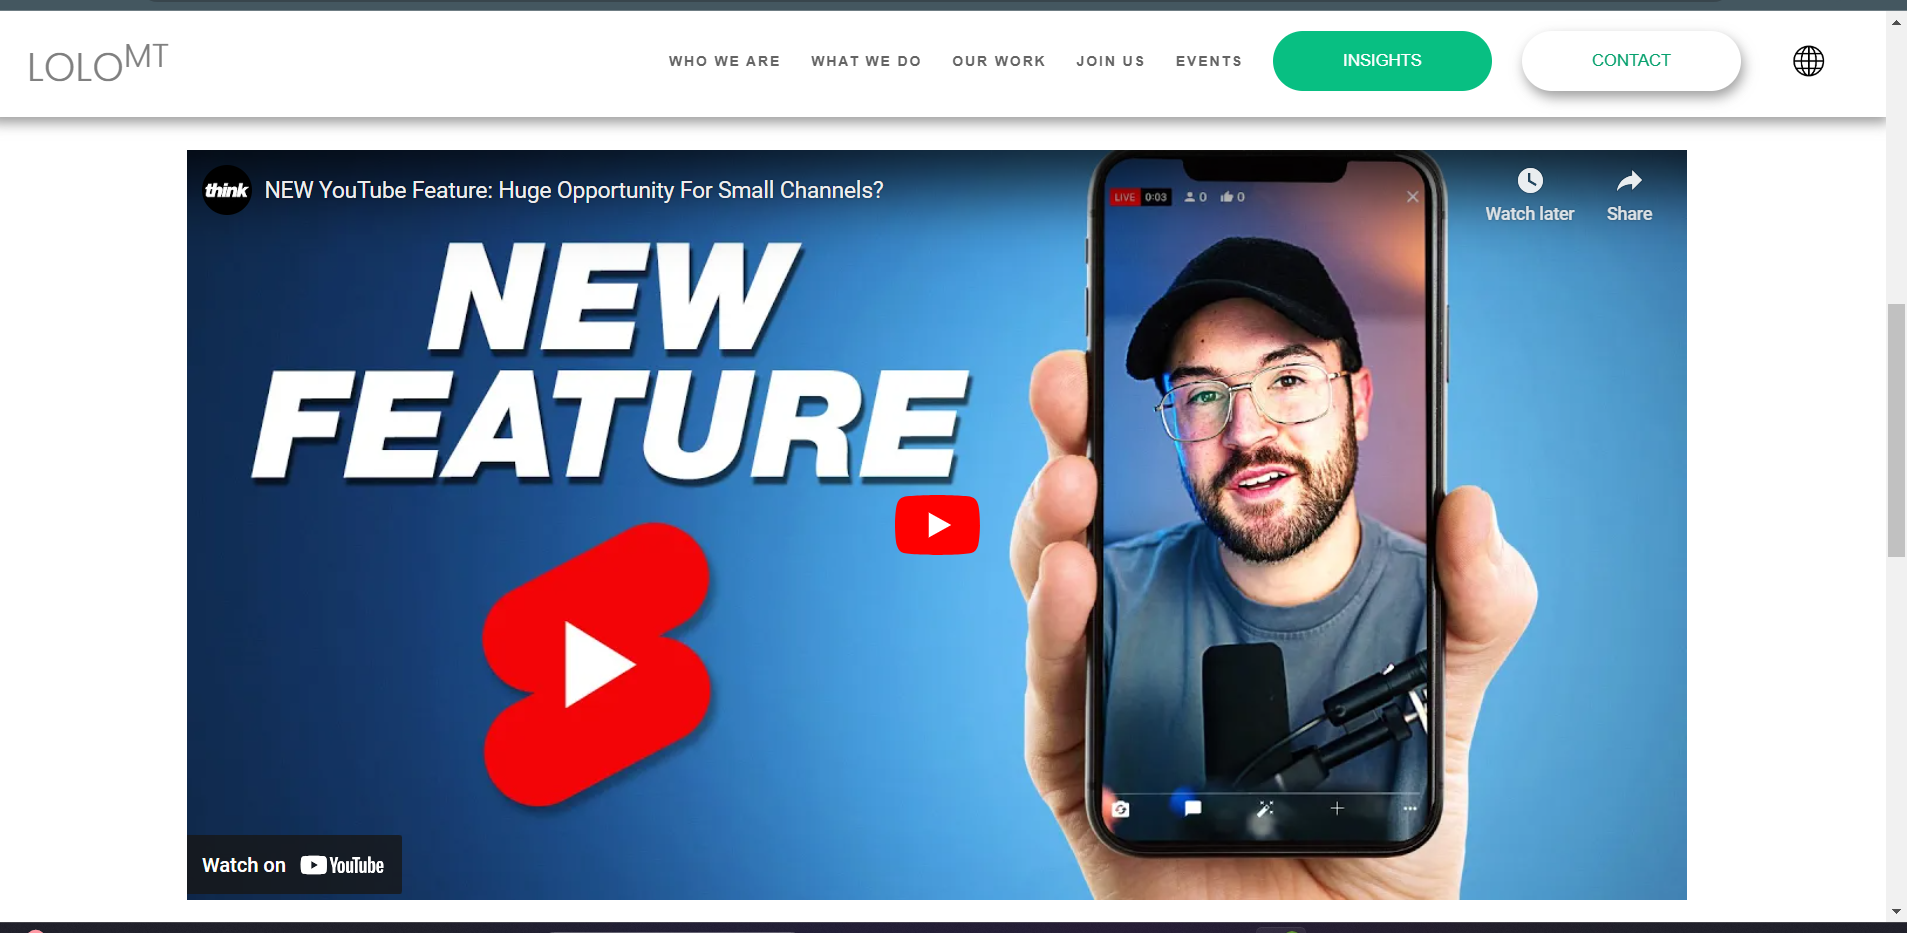 LOLOMT
WHO WE ARE WHAT WE DO OUR WORK JOIN US EVENTS INSIGHTS CONTACT
think NEW YouTube Feature: Huge Opportunity For Small Channels?
LIVE 0:03 0 0
Watch later Share
NEW
FEATURE
Watch on YouTube